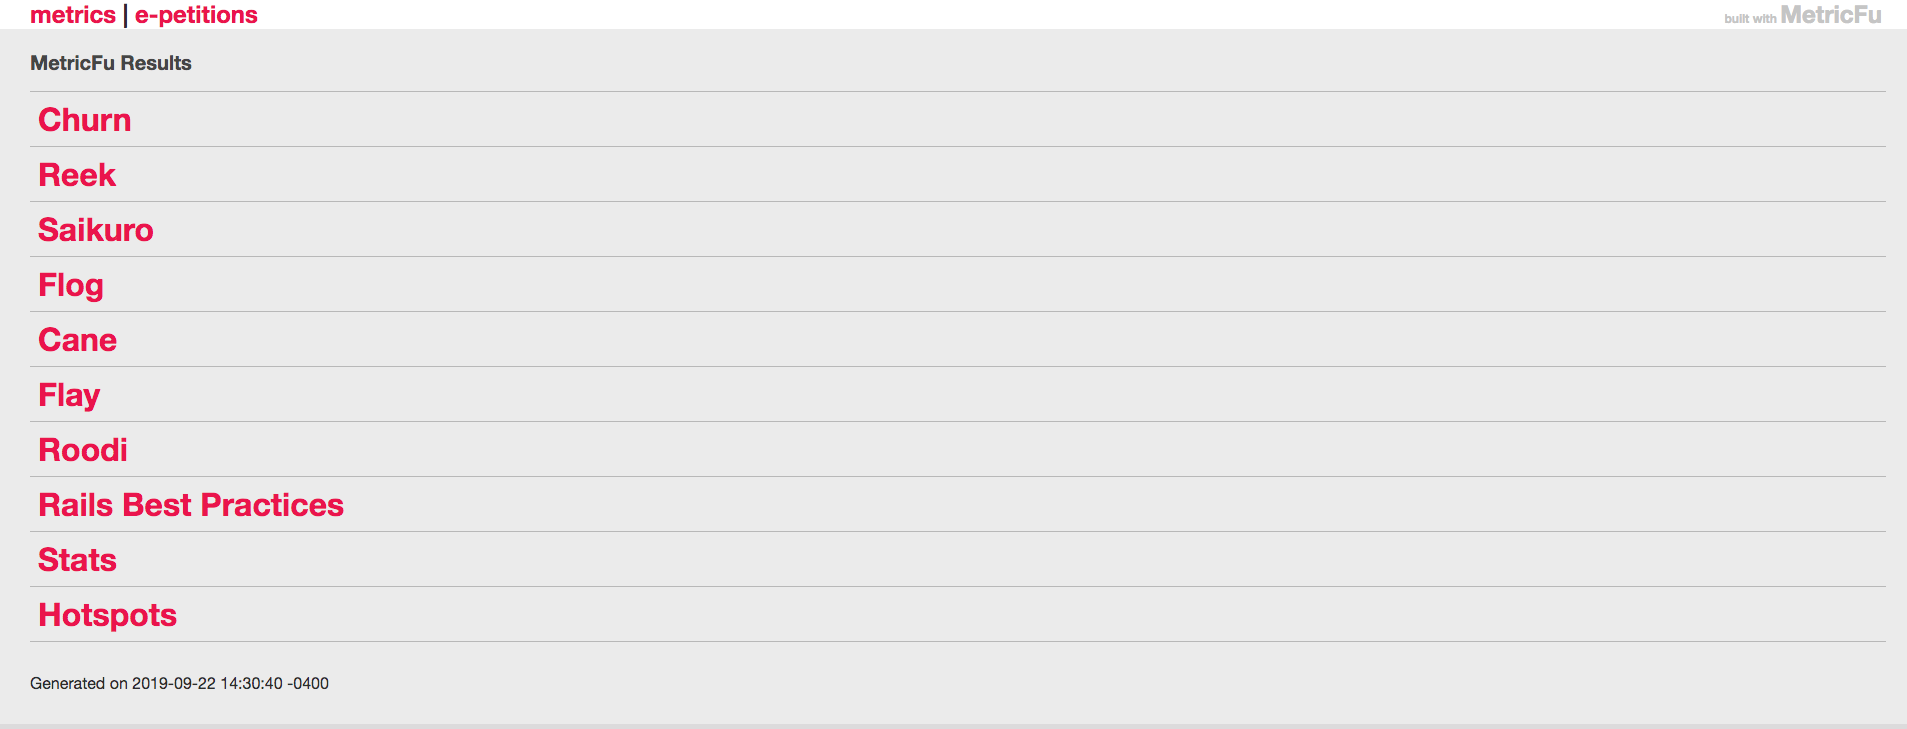 metrics | e-petitions
built with MetricFu
MetricFu Results
Churn
Reek
Saikuro
Flog
Cane
Flay
Roodi
Rails Best Practices
Stats
Hotspots
Generated on 2019-09-22 14:30:40 -0400